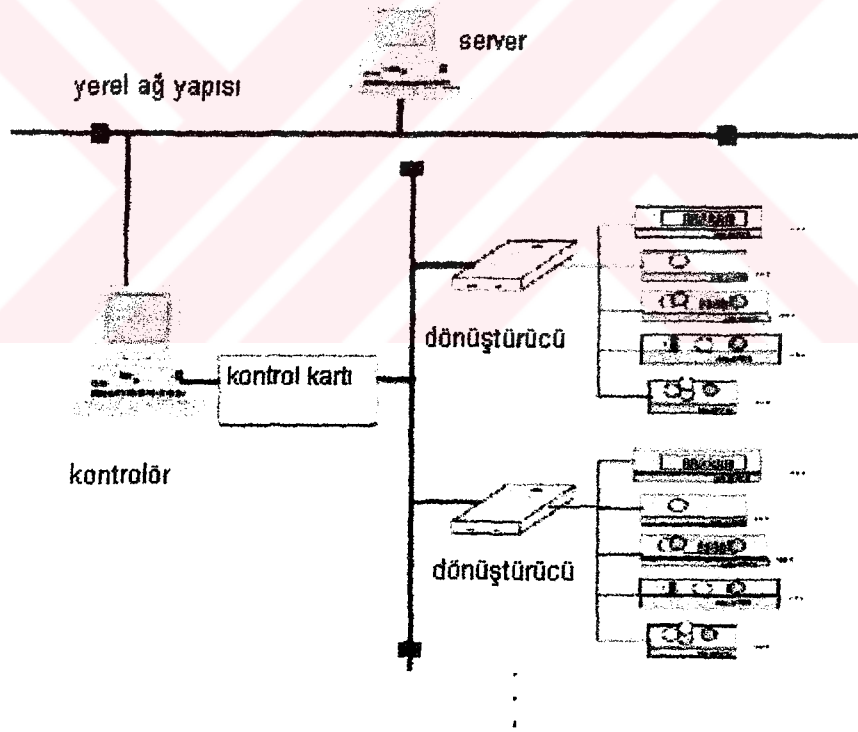 server
yerel ağ yapısı
dönüştürücü
kontrol kartı
kontrolör
dönüştürücü